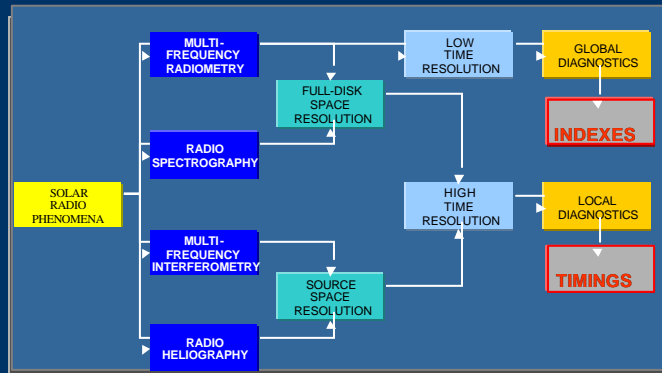 MULTI-
FREQUENCY
RADIOMETRY
LOW
TIME
RESOLUTION
GLOBAL
DIAGNOSTICS
FULL-DISK
SPACE
RESOLUTION
INDEXES
RADIO
SPECTROGRAPHY
SOLAR
RADIO
PHENOMENA
HIGH
TIME
RESOLUTION
LOCAL
DIAGNOSTICS
MULTI-
FREQUENCY
INTERFEROMETRY
TIMINGS
SOURCE
SPACE
RESOLUTION
RADIO
HELIOGRAPHY